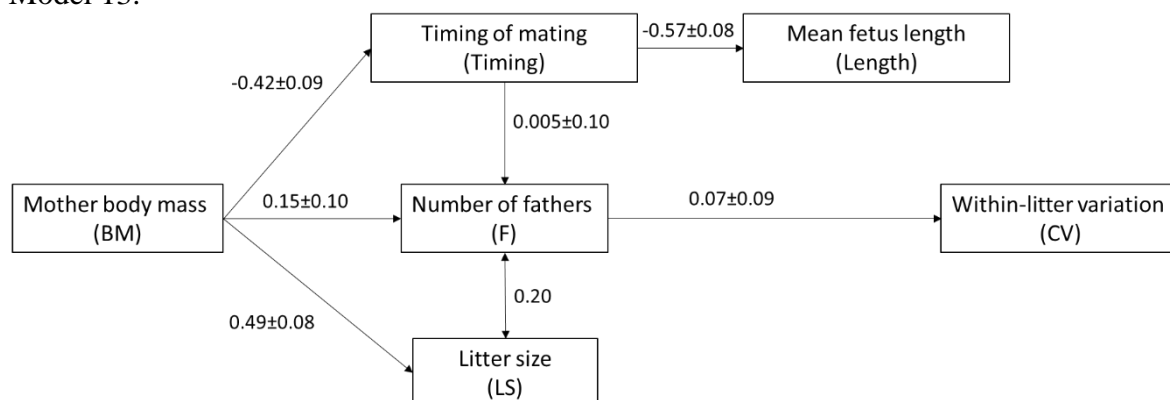 Model 13:
Timing of mating
(Timing)
-0.57±0.08
Mean fetus length
(Length)
-0.42±0.09
0.005±0.10
Mother body mass
(BM)
0.15±0.10
Number of fathers
(F)
0.07±0.09
Within-litter variation
(CV)
0.20
0.49±0.08
Litter size
(LS)